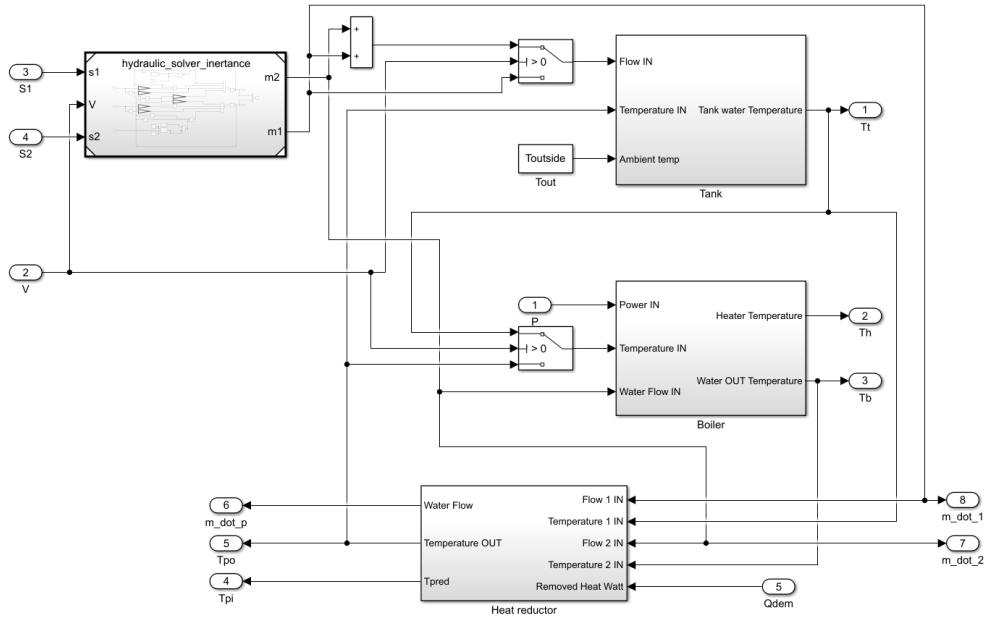 hydraulic_solver_inertance
3
S1
4
S2
s1
V
s2
m2
m1
+
+
> 0
Flow IN
Temperature IN
Ambient temp
Tank water Temperature
Tank
Toutside
Tout
1
Tt
2
V
1
P
> 0
Power IN
Temperature IN
Water Flow IN
Heater Temperature
Water OUT Temperature
Boiler
2
Th
3
Tb
6
m_dot_p
5
Tpo
4
Tpi
Water Flow
Temperature OUT
Tpred
Flow 1 IN
Temperature 1 IN
Flow 2 IN
Temperature 2 IN
Removed Heat Watt
Heat reductor
8
m_dot_1
7
m_dot_2
5
Qdem